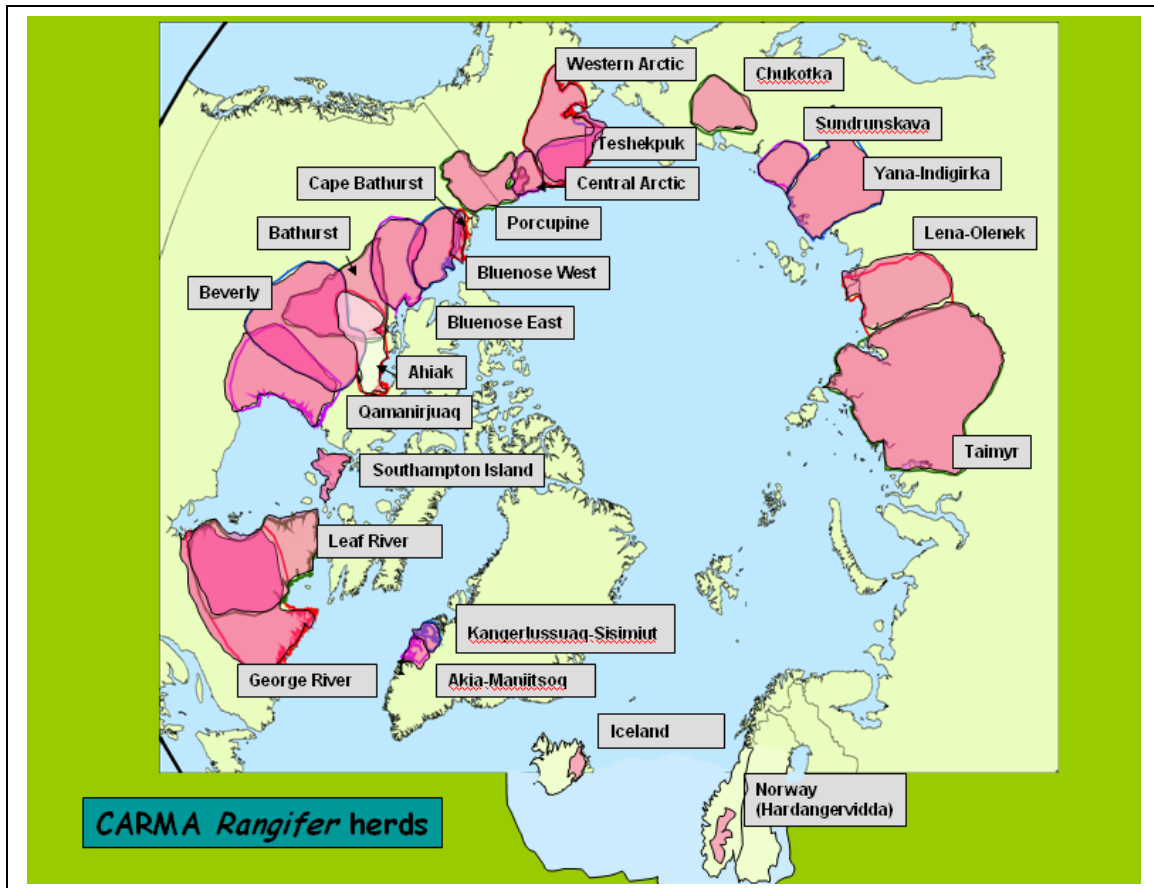 Western Arctic
Chukotka
Sundrunskava
Teshekpuk
Yana-Indigirka
Cape Bathurst
Central Arctic
Porcupine
Bathurst
Lena-Olenek
Bluenose West
Beverly
Bluenose East
Ahiak
Qamanirjuaq
Taimyr
Southampton Island
Leaf River
Kangerlussuaq-Sisimiut
George River
Akia-Maniitsoq
Iceland
Norway
(Hardangervidda)
CARMA Rangifer herds